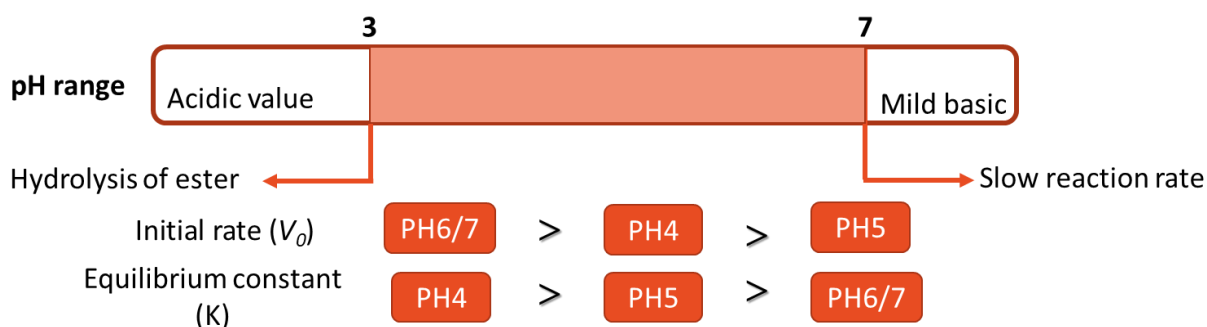 3 7
pH range
Acidic value Mild basic
Hydrolysis of ester Slow reaction rate
Initial rate (V0) PH6/7 > PH4 > PH5
Equilibrium constant
(K) PH4 > PH5 > PH6/7